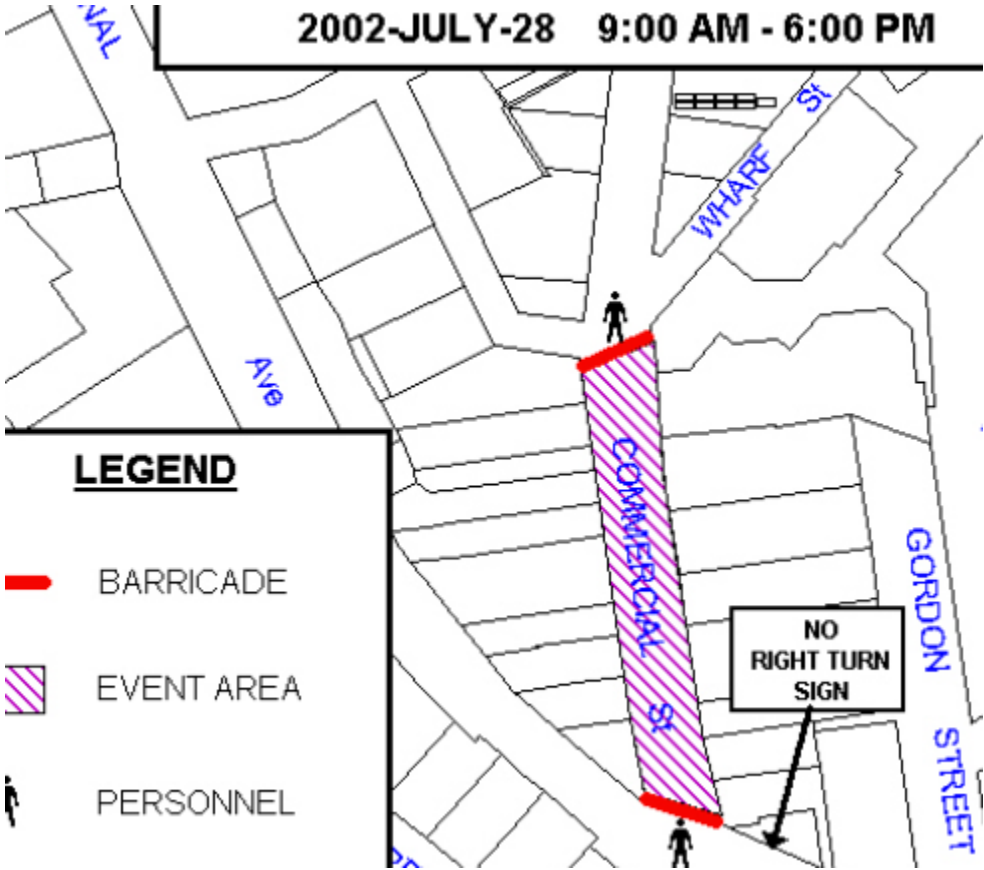 2002-JULY-28 9:00 AM - 6:00 PM
St
WHARF
Ave
COMMERCIAL
St
GORDON
STREET
NO
RIGHT TURN
SIGN
LEGEND
BARRICADE
EVENT AREA
PERSONNEL